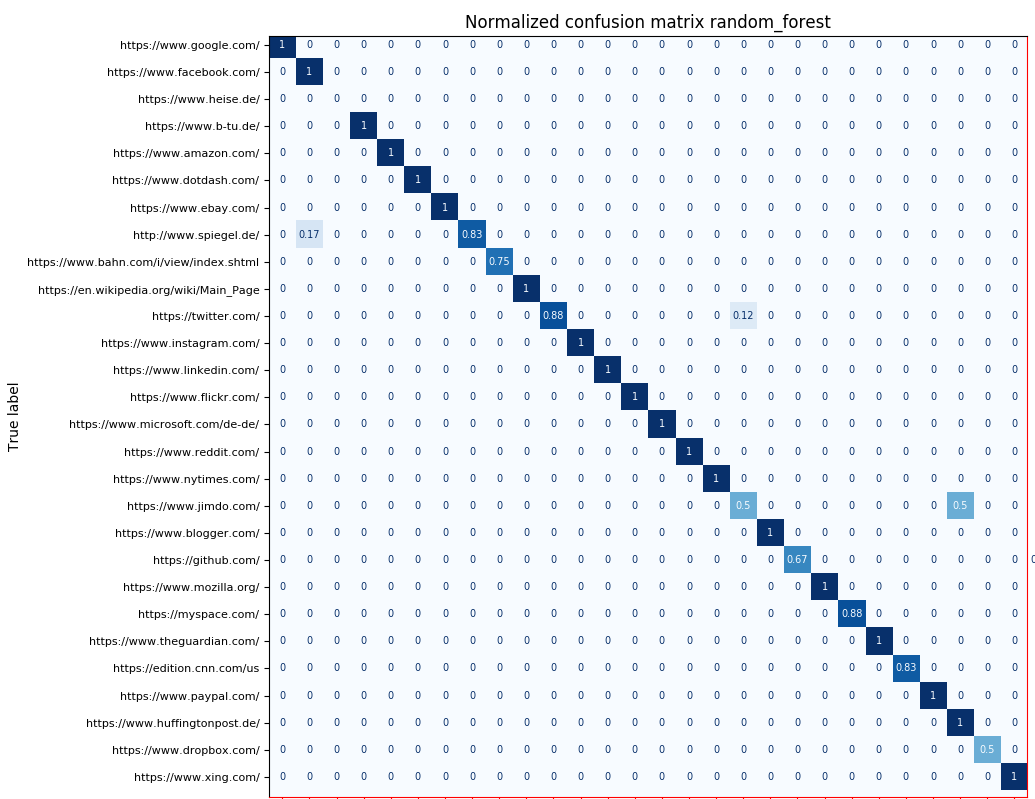 Normalized confusion matrix random_forest
True label
https://www.google.com/ 1 0 0 0 0 0 0 0 0 0 0 0 0 0 0 0 0 0 0 0 0 0 0 0 0 0 0 0
https://www.facebook.com/ 0 1 0 0 0 0 0 0 0 0 0 0 0 0 0 0 0 0 0 0 0 0 0 0 0 0 0 0
https://www.heise.de/ 0 0 0 0 0 0 0 0 0 0 0 0 0 0 0 0 0 0 0 0 0 0 0 0 0 0 0 0
https://www.b-tu.de/ 0 0 0 1 0 0 0 0 0 0 0 0 0 0 0 0 0 0 0 0 0 0 0 0 0 0 0 0
https://www.amazon.com/ 0 0 0 0 1 0 0 0 0 0 0 0 0 0 0 0 0 0 0 0 0 0 0 0 0 0 0 0
https://www.dotdash.com/ 0 0 0 0 0 1 0 0 0 0 0 0 0 0 0 0 0 0 0 0 0 0 0 0 0 0 0 0
https://www.ebay.com/ 0 0 0 0 0 0 1 0 0 0 0 0 0 0 0 0 0 0 0 0 0 0 0 0 0 0 0 0
http://www.spiegel.de/ 0 0.17 0 0 0 0 0 0.83 0 0 0 0 0 0 0 0 0 0 0 0 0 0 0 0 0 0 0 0
https://www.bahn.com/i/view/index.shtml 0 0 0 0 0 0 0 0 0.75 0 0 0 0 0 0 0 0 0 0 0 0 0 0 0 0 0 0 0
https://en.wikipedia.org/wiki/Main_Page 0 0 0 0 0 0 0 0 0 1 0 0 0 0 0 0 0 0 0 0 0 0 0 0 0 0 0 0
https://twitter.com/ 0 0 0 0 0 0 0 0 0 0 0.88 0 0 0 0 0 0 0.12 0 0 0 0 0 0 0 0 0 0
https://www.instagram.com/ 0 0 0 0 0 0 0 0 0 0 0 1 0 0 0 0 0 0 0 0 0 0 0 0 0 0 0 0
https://www.linkedin.com/ 0 0 0 0 0 0 0 0 0 0 0 0 1 0 0 0 0 0 0 0 0 0 0 0 0 0 0 0
https://www.flickr.com/ 0 0 0 0 0 0 0 0 0 0 0 0 0 1 0 0 0 0 0 0 0 0 0 0 0 0 0 0
https://www.microsoft.com/de-de/ 0 0 0 0 0 0 0 0 0 0 0 0 0 0 1 0 0 0 0 0 0 0 0 0 0 0 0 0
https://www.reddit.com/ 0 0 0 0 0 0 0 0 0 0 0 0 0 0 0 1 0 0 0 0 0 0 0 0 0 0 0 0
https://www.nytimes.com/ 0 0 0 0 0 0 0 0 0 0 0 0 0 0 0 0 1 0 0 0 0 0 0 0 0 0 0 0
https://www.jimdo.com/ 0 0 0 0 0 0 0 0 0 0 0 0 0 0 0 0 0 0.5 0 0 0 0 0 0 0 0.5 0 0
https://www.blogger.com/ 0 0 0 0 0 0 0 0 0 0 0 0 0 0 0 0 0 0 1 0 0 0 0 0 0 0 0 0
https://github.com/ 0 0 0 0 0 0 0 0 0 0 0 0 0 0 0 0 0 0 0 0.67 0 0 0 0 0 0 0 0
https://www.mozilla.org/ 0 0 0 0 0 0 0 0 0 0 0 0 0 0 0 0 0 0 0 0 1 0 0 0 0 0 0 0
https://myspace.com/ 0 0 0 0 0 0 0 0 0 0 0 0 0 0 0 0 0 0 0 0 0 0.88 0 0 0 0 0 0
https://www.theguardian.com/ 0 0 0 0 0 0 0 0 0 0 0 0 0 0 0 0 0 0 0 0 0 0 1 0 0 0 0 0
https://edition.cnn.com/us 0 0 0 0 0 0 0 0 0 0 0 0 0 0 0 0 0 0 0 0 0 0 0 0.83 0 0 0 0
https://www.paypal.com/ 0 0 0 0 0 0 0 0 0 0 0 0 0 0 0 0 0 0 0 0 0 0 0 0 1 0 0 0
https://www.huffingtonpost.de/ 0 0 0 0 0 0 0 0 0 0 0 0 0 0 0 0 0 0 0 0 0 0 0 0 0 1 0 0
https://www.dropbox.com/ 0 0 0 0 0 0 0 0 0 0 0 0 0 0 0 0 0 0 0 0 0 0 0 0 0 0 0.5 0
https://www.xing.com/ 0 0 0 0 0 0 0 0 0 0 0 0 0 0 0 0 0 0 0 0 0 0 0 0 0 0 0 1